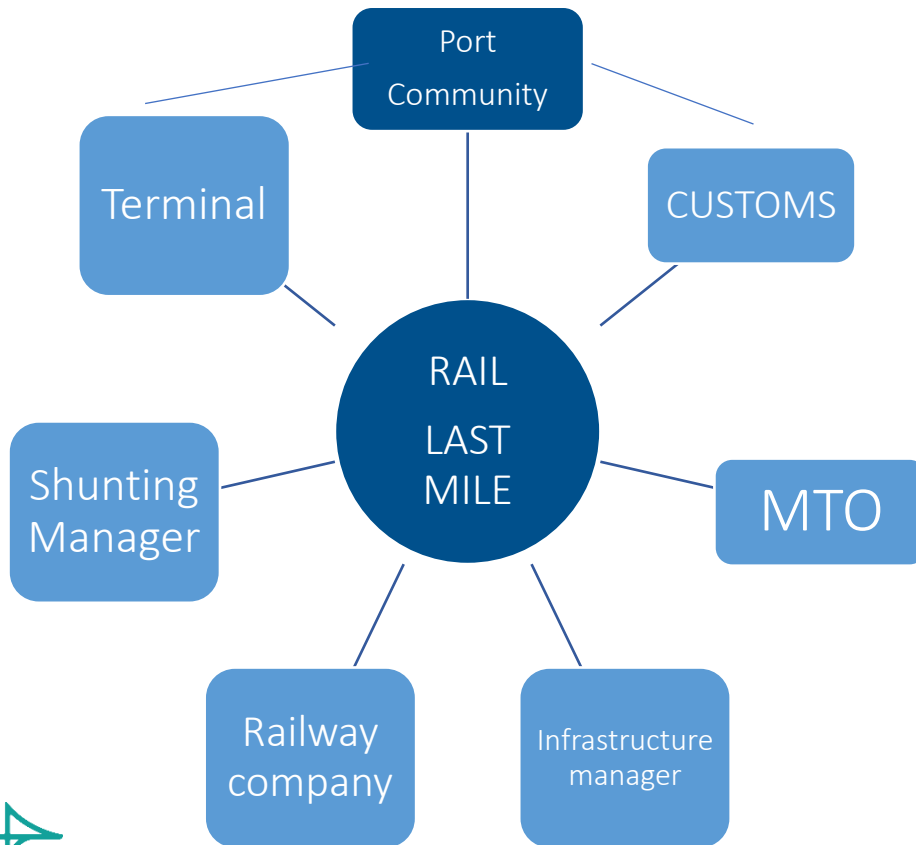 Port
Community
Terminal
CUSTOMS
RAIL
LAST
MILE
Shunting
Manager
MTO
Railway
company
Infrastructure
manager